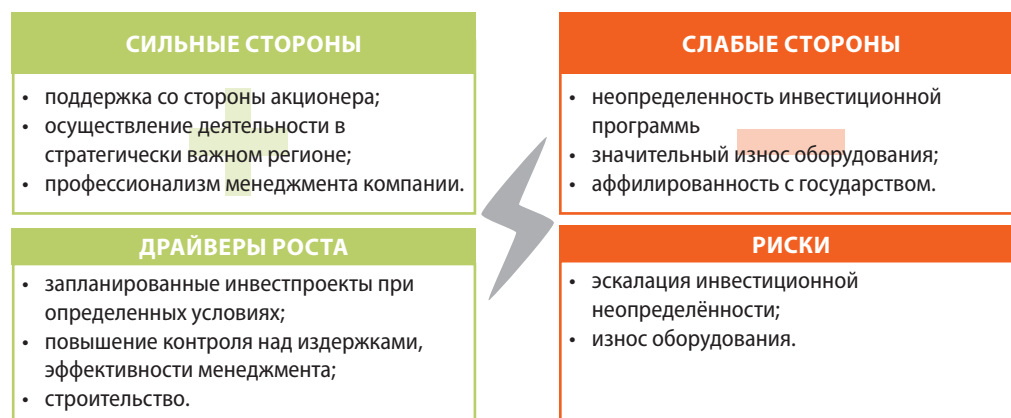 СИЛЬНЫЕ СТОРОНЫ
• поддержка со стороны акционера;
• осуществление деятельности в
стратегически важном регионе;
• профессионализм менеджмента компании.
СЛАБЫЕ СТОРОНЫ
• неопределенность инвестиционной
программь
• значительный износ оборудования;
• аффилированность с государством.
ДРАЙВЕРЫ РОСТА
• запланированные инвестпроекты при
определенных условиях;
• повышение контроля над издержками,
эффективности менеджмента;
• строительство.
РИСКИ
• эскалация инвестиционной
неопределённости;
• износ оборудования.